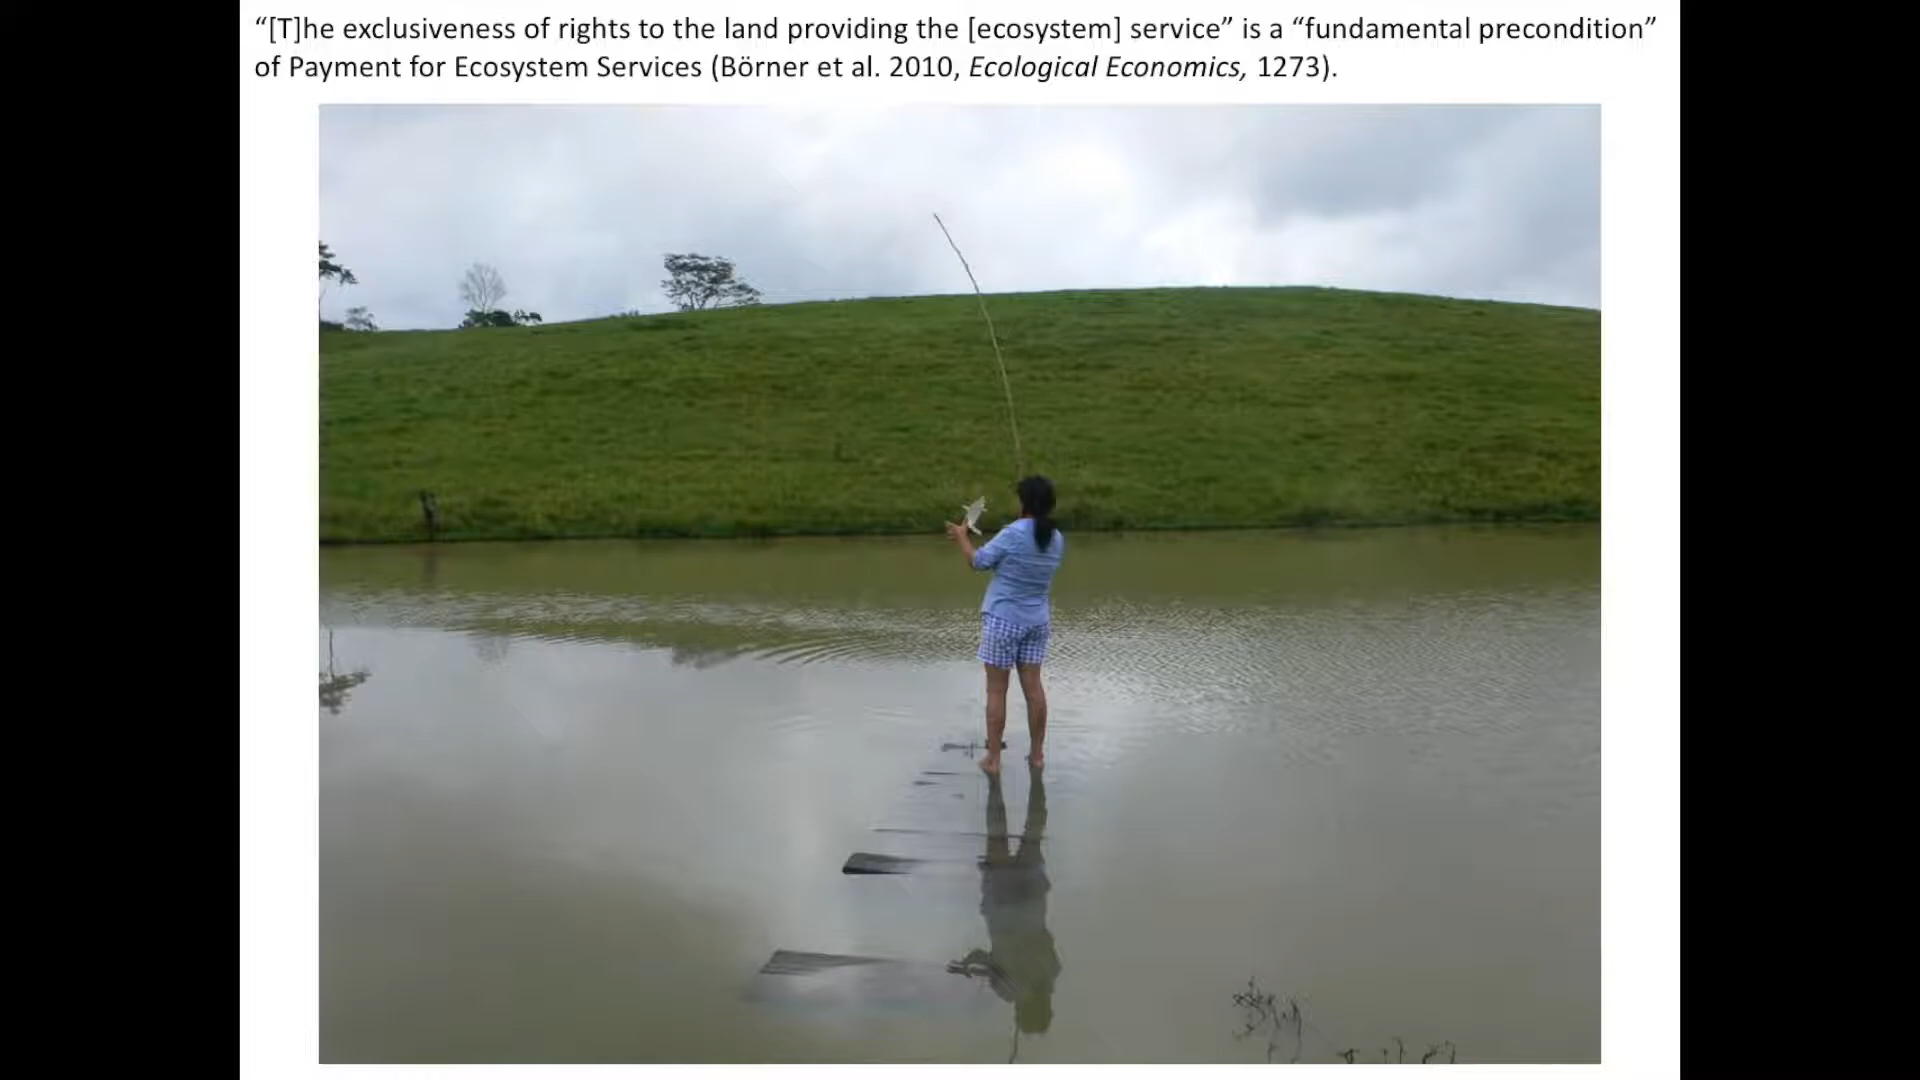 “[T]he exclusiveness of rights to the land providing the [ecosystem] service” is a “fundamental precondition”
of Payment for Ecosystem Services (Börner et al. 2010, Ecological Economics, 1273).